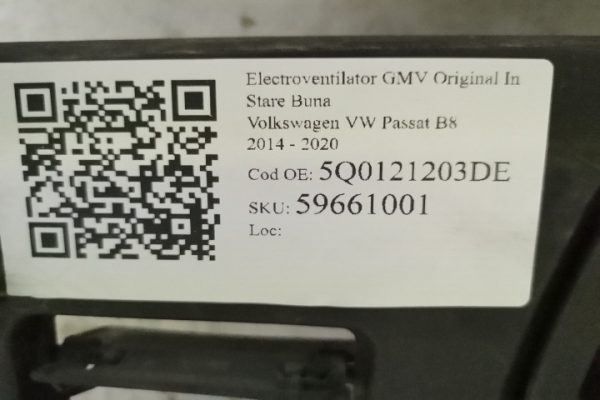 Electroventilator GMV Original In
Stare Buna
Volkswagen VW Passat B8
2014 - 2020
Cod OE: 5Q0121203DE
SKU: 59661001
Loc: